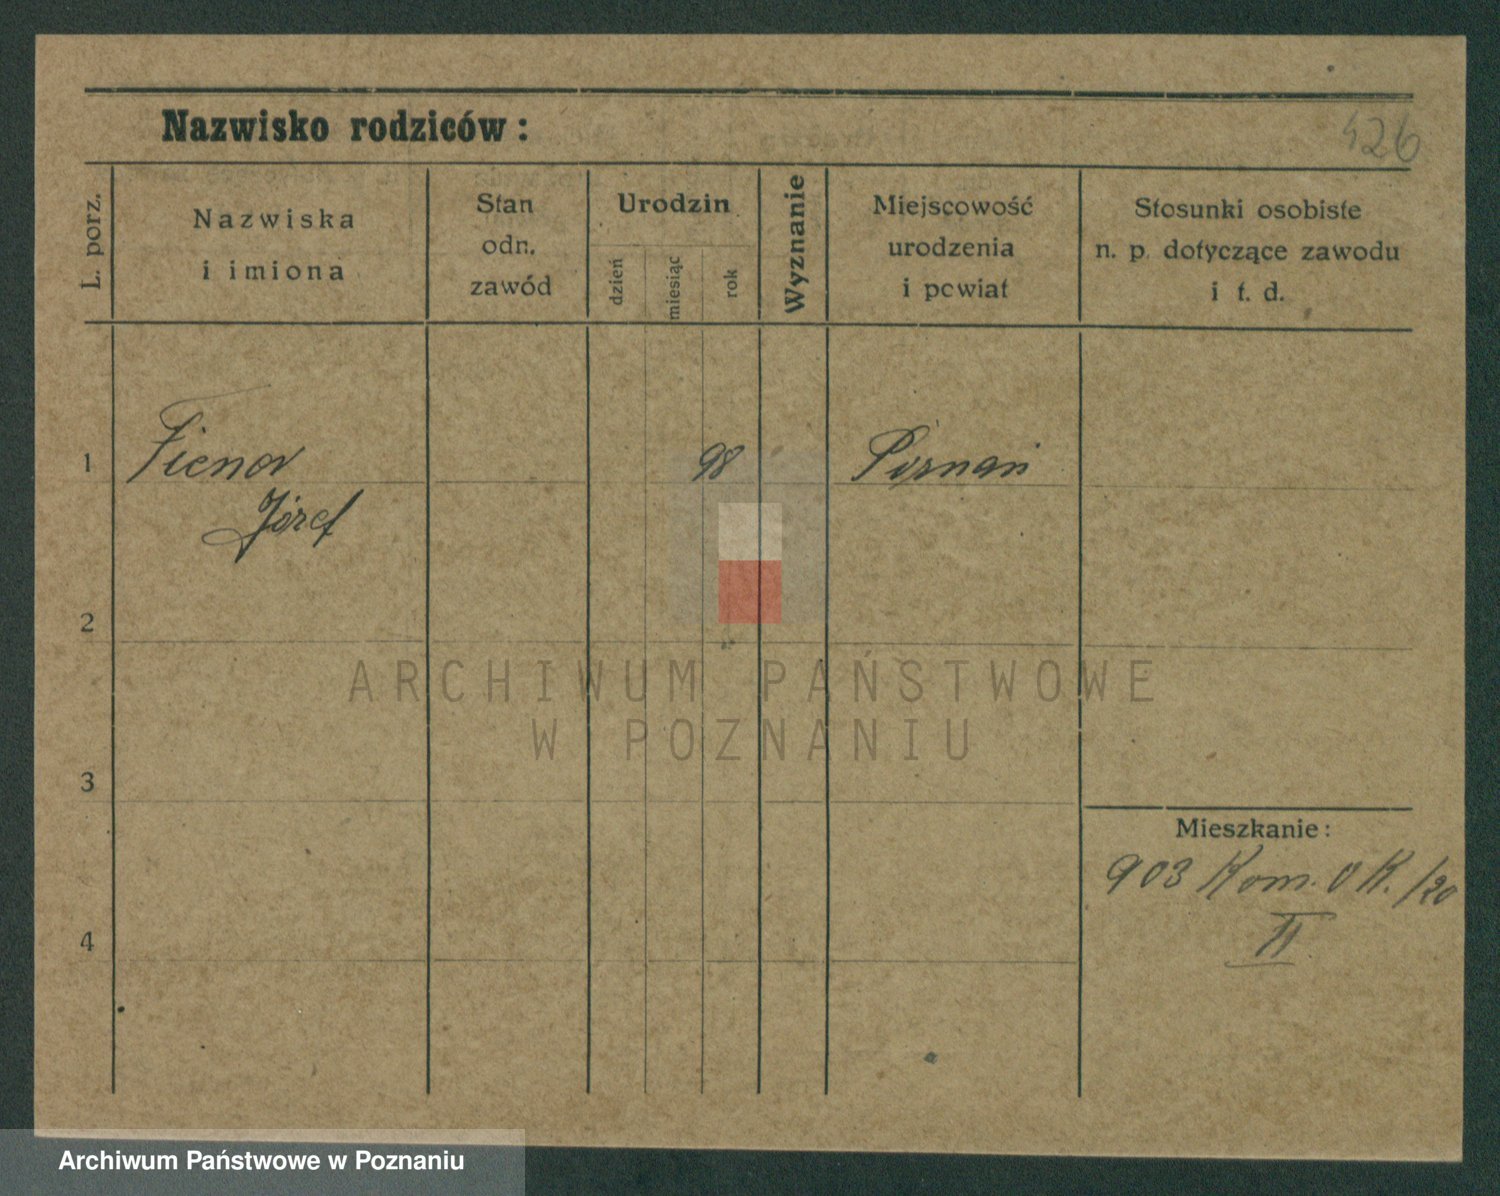 Nazwisko rodziców:
426
L. porz.
Nazwiska
i imiona
Stan
odn.
zawód
Urodzin
dzień
miesiąc
rok
Wyznanie
Miejscowość
urodzenia
i powiat
Stosunki osobiste
n. p. dotyczące zawodu
i t. d.
1
98
Poznań
Józef
2
ARCHIWUM PAŃSTWOWE
W POZNANIU
3
Mieszkanie:
903 Kom. U K. /20
II
4
Archiwum Państwowe w Poznaniu